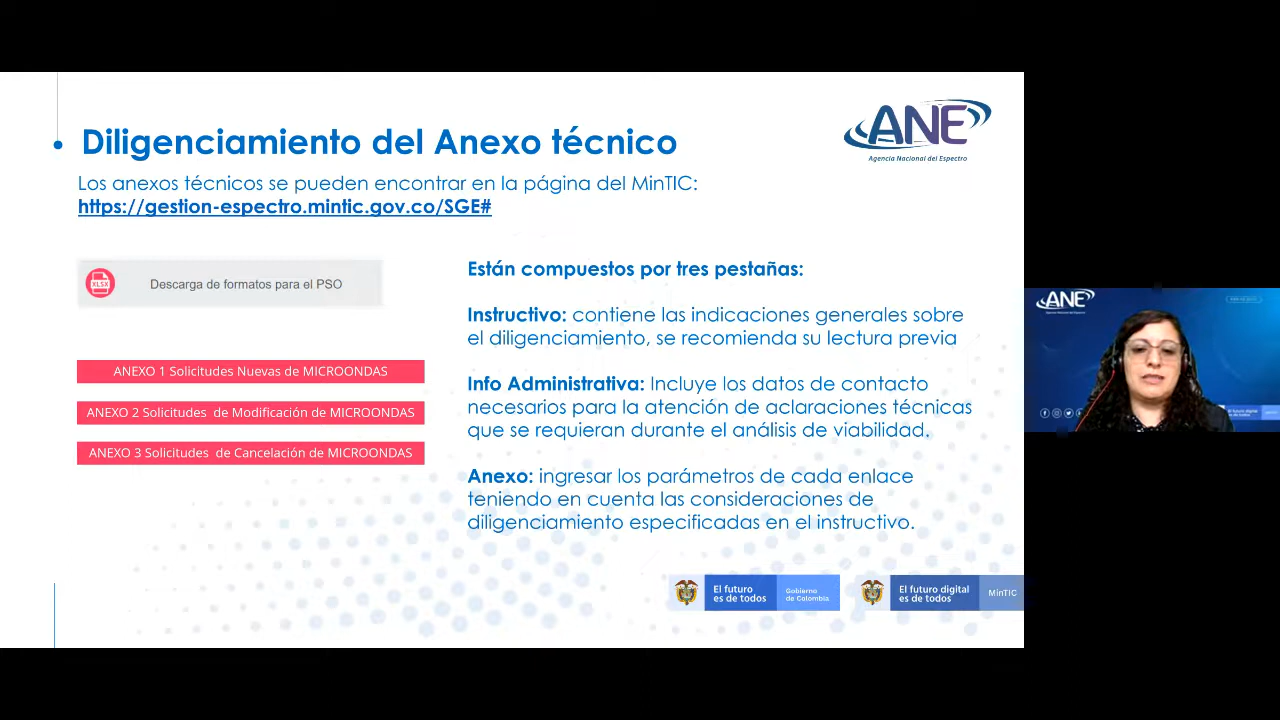 Diligenciamiento del Anexo técnico
Los anexos técnicos se pueden encontrar en la página del MinTIC:
https://gestion-espectro.mintic.gov.co/SGE#
ANE
Agencia Nacional del Espectro
XLSX
Descarga de formatos para el PSO
ANEXO 1 Solicitudes Nuevas de MICROONDAS
ANEXO 2 Solicitudes de Modificación de MICROONDAS
ANEXO 3 Solicitudes de Cancelación de MICROONDAS
Están compuestos por tres pestañas:
Instructivo: contiene las indicaciones generales sobre
el diligenciamiento, se recomienda su lectura previa
Info Administrativa: Incluye los datos de contacto
necesarios para la atención de aclaraciones técnicas
que se requieran durante el análisis de viabilidad.
Anexo: ingresar los parámetros de cada enlace
teniendo en cuenta las consideraciones de
diligenciamiento especificadas en el instructivo.
El futuro
es de todos
Gobierno
de Colombia
El futuro digital
es de todos
MinTIC
ANE
El futuro digital
es de todos